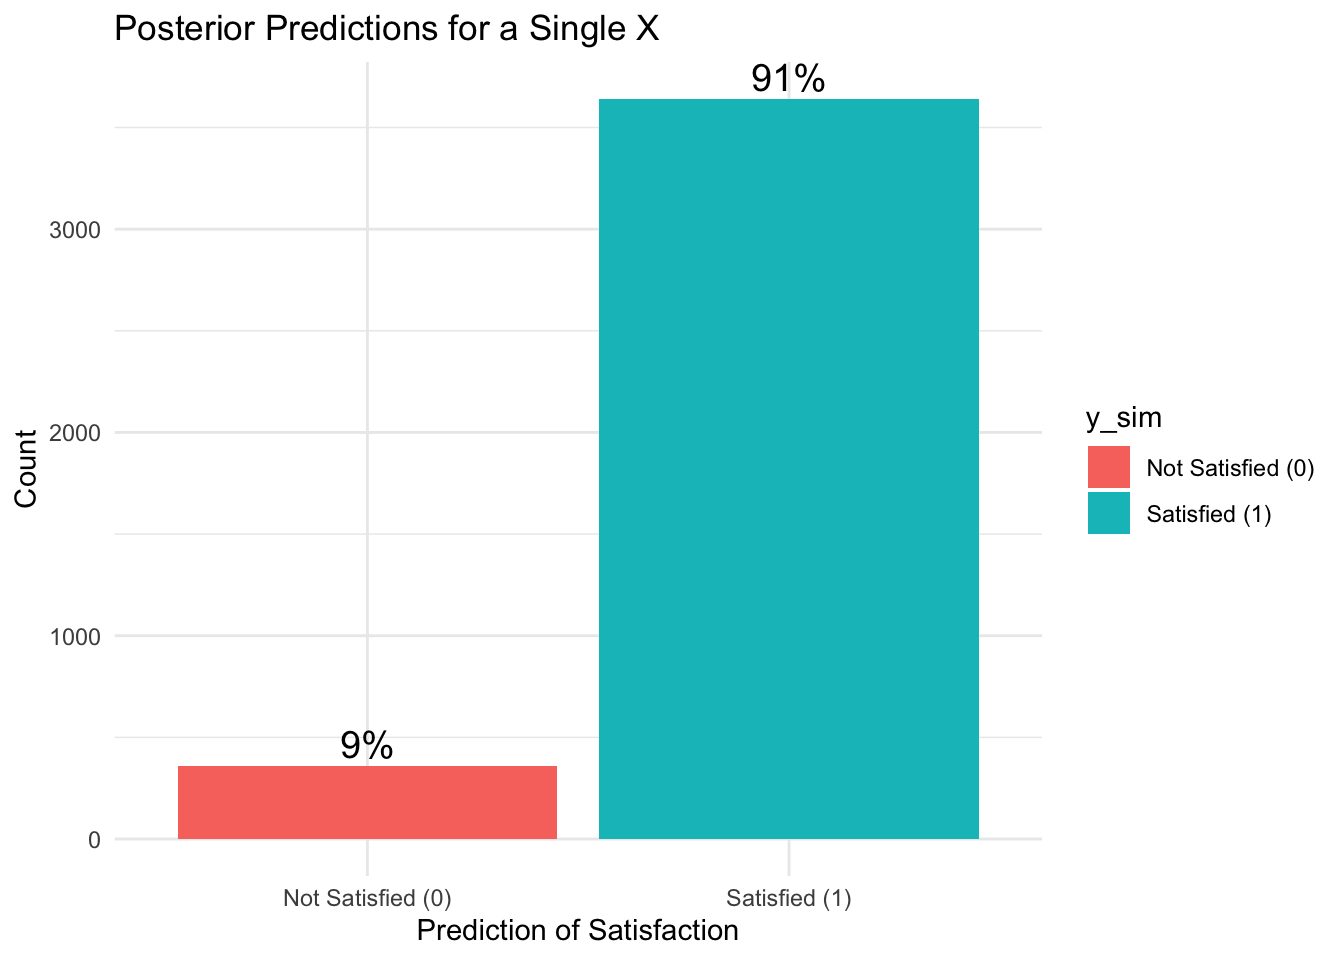 Posterior Predictions for a Single X
91%
3000
2000
1000
0
Count
9%
Not Satisfied (0)
Satisfied (1)
Prediction of Satisfaction
y_sim
Not Satisfied (0)
Satisfied (1)